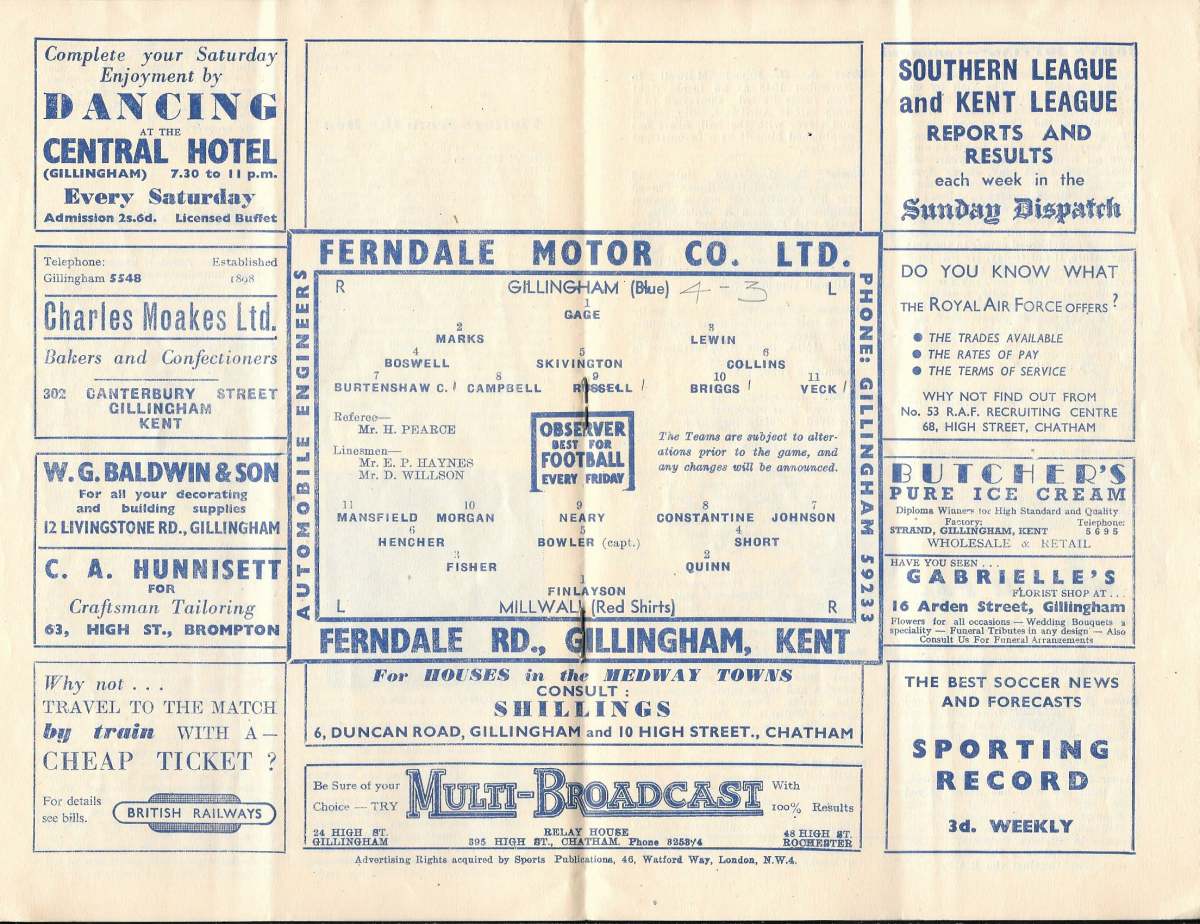 Complete your Saturday
Enjoyment by
DANCING
AT THE
CENTRAL HOTEL
(GILLINGHAM) 7.30 to 11 p.m.
Every Saturday
Admission 2s.6d. Licensed Buffet
Telephone: Established
Gillingham 5548 1898
Charles Moakes Ltd.
Bakers and Confectioners
302 CANTERBURY STREET
GILLINGHAM
KENT
W. G. BALDWIN & SON
For all your decorating
and building supplies
12 LIVINGSTONE RD., GILLINGHAM
C. A. HUNNISETT
FOR
Craftsman Tailoring
63, HIGH ST., BROMPTON
Why not . . .
TRAVEL TO THE MATCH
by train WITH A —
CHEAP TICKET ?
For details
see bills.
BRITISH RAILWAYS
FERNDALE MOTOR CO. LTD.
AUTOMOBILE ENGINEERS
PHONE: GILLINGHAM 59233
R GILLINGHAM (Blue) 4-3 L
1
GAGE
2 3
MARKS LEWIN
4 5 6
BOSWELL SKIVINGTON COLLINS
7 8 9 10 11
BURTENSHAW C. / CAMPBELL RUSSELL / BRIGGS / VECK /
Referee—
Mr. H. PEARCE
Linesmen—
Mr. E. P. HAYNES
Mr. D. WILLSON
OBSERVER
BEST FOR
FOOTBALL
EVERY FRIDAY
The Teams are subject to alter-
ations prior to the game, and
any changes will be announced.
11 10 9 8 7
MANSFIELD MORGAN NEARY CONSTANTINE JOHNSON
6 5 4
HENCHER BOWLER (capt.) SHORT
3 2
FISHER QUINN
1
FINLAYSON
L MILLWALL (Red Shirts) R
FERNDALE RD., GILLINGHAM, KENT
For HOUSES in the MEDWAY TOWNS
CONSULT :
SHILLINGS
6, DUNCAN ROAD, GILLINGHAM and 10 HIGH STREET., CHATHAM
Be Sure of your
Choice — TRY
MULTI-BROADCAST
With
100% Results
24 HIGH ST.
GILLINGHAM
RELAY HOUSE
395 HIGH ST., CHATHAM. Phone 3253/4
48 HIGH ST.
ROCHESTER
Advertising Rights acquired by Sports Publications, 46, Watford Way, London, N.W.4.
SOUTHERN LEAGUE
and KENT LEAGUE
REPORTS AND
RESULTS
each week in the
Sunday Dispatch
DO YOU KNOW WHAT
THE ROYAL AIR FORCE OFFERS ?
● THE TRADES AVAILABLE
● THE RATES OF PAY
● THE TERMS OF SERVICE
WHY NOT FIND OUT FROM
No. 53 R.A.F. RECRUITING CENTRE
68, HIGH STREET, CHATHAM
BUTCHER'S
PURE ICE CREAM
Diploma Winners for High Standard and Quality
Factory: Telephone:
STRAND, GILLINGHAM, KENT 5695
WHOLESALE & RETAIL
HAVE YOU SEEN . . .
GABRIELLE'S
FLORIST SHOP AT . . .
16 Arden Street, Gillingham
Flowers for all occasions — Wedding Bouquets a
speciality — Funeral Tributes in any design — Also
Consult Us For Funeral Arrangements
THE BEST SOCCER NEWS
AND FORECASTS
SPORTING
RECORD
3d. WEEKLY